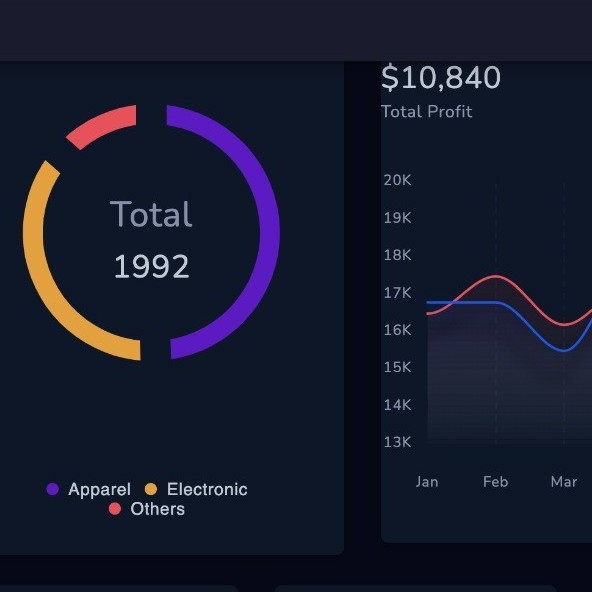 Total
1992
Apparel
Electronic
Others
$10,840
Total Profit
20K
19K
18K
17K
16K
15K
14K
13K
Jan
Feb
Mar